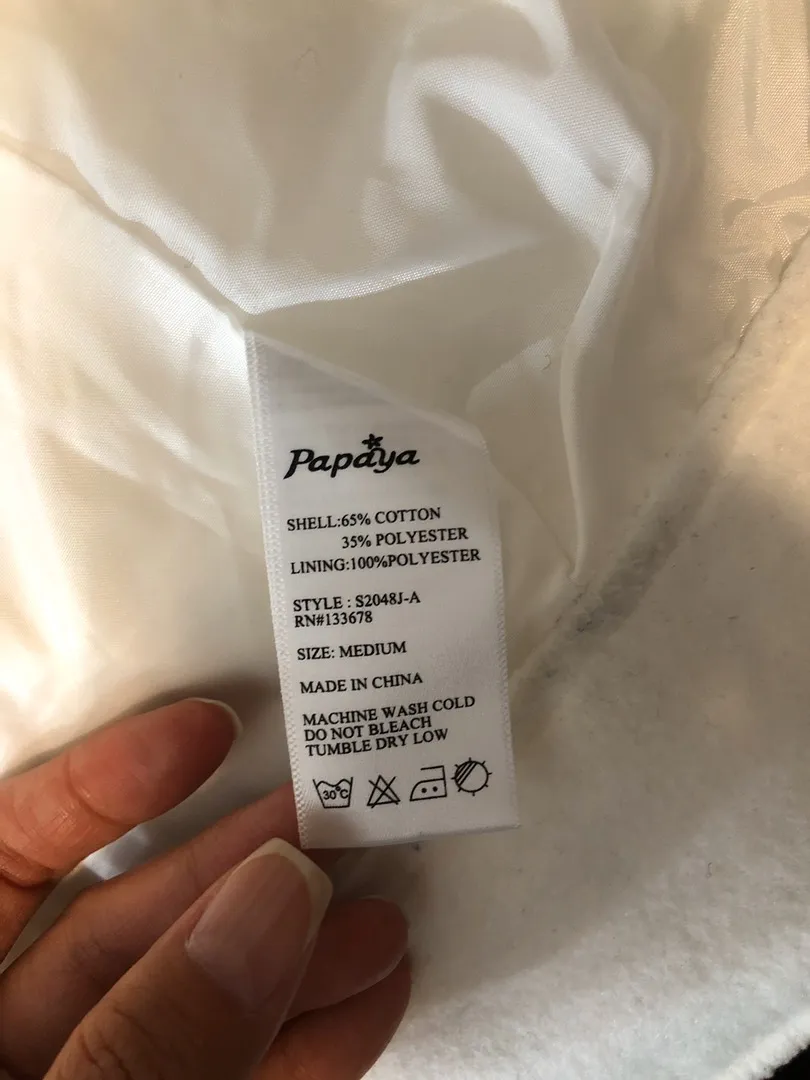 Papaya
SHELL:65% COTTON
35% POLYESTER
LINING:100%POLYESTER
STYLE : S2048J-A
RN#133678
SIZE: MEDIUM
MADE IN CHINA
MACHINE WASH COLD
DO NOT BLEACH
TUMBLE DRY LOW
30°C